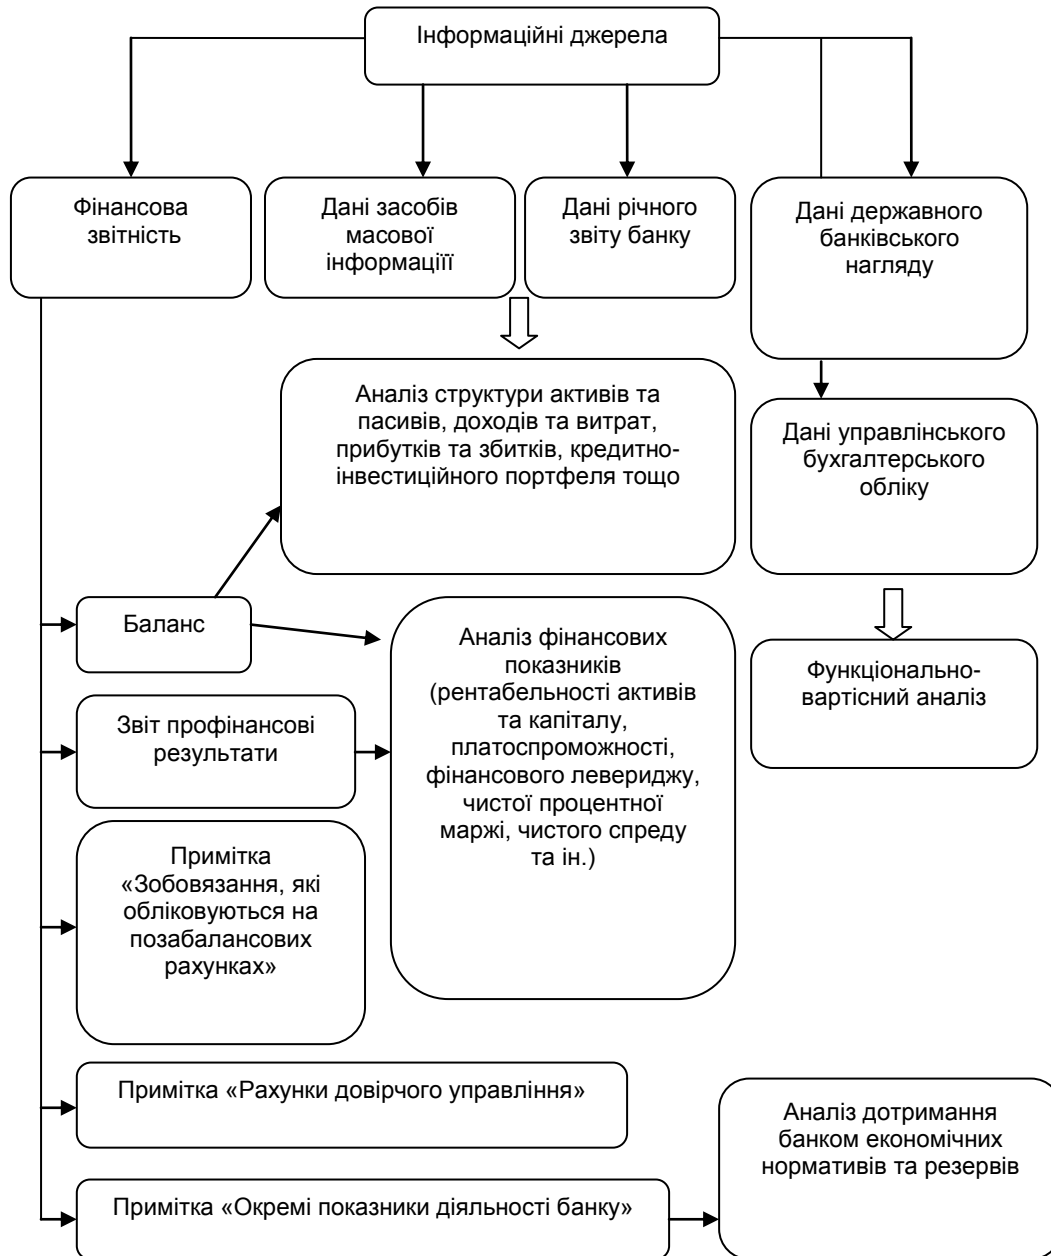 Інформаційні джерела
Фінансова
звітність
Дані засобів
масової
інформаціїї
Дані річного
звіту банку
Дані державного
банківського
нагляду
Аналіз структури активів та
пасивів, доходів та витрат,
прибутків та збитків, кредитно-
інвестиційного портфеля тощо
Дані управлінського
бухгалтерського
обліку
Баланс
Аналіз фінансових
показників
(рентабельності активів
та капіталу,
платоспроможності,
фінансового левериджу,
чистої процентної
маржі, чистого спреду
та ін.)
Функціонально-
вартісний аналіз
Звіт профінансові
результати
Примітка
«Зобовязання, які
обліковуються на
позабалансових
рахунках»
Примітка «Рахунки довірчого управління»
Аналіз дотримання
банком економічних
нормативів та резервів
Примітка «Окремі показники діяльності банку»